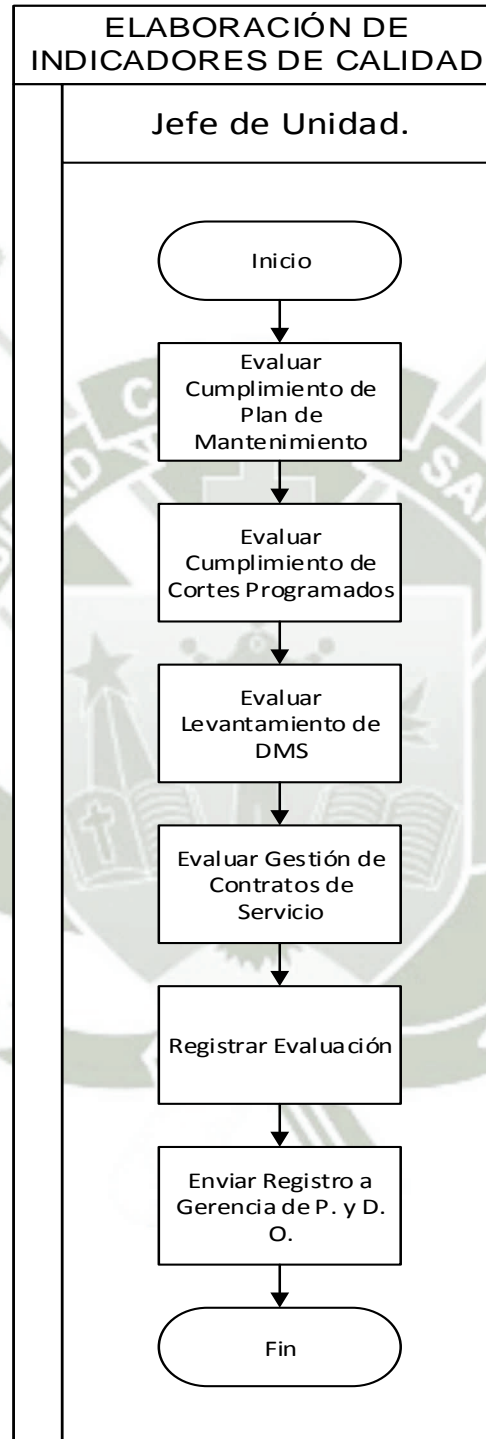 ELABORACIÓN DE
INDICADORES DE CALIDAD
Jefe de Unidad.
Inicio
Evaluar
Cumplimiento de
Plan de
Mantenimiento
Evaluar
Cumplimiento de
Cortes Programados
Evaluar
Levantamiento de
DMS
Evaluar Gestión de
Contratos de
Servicio
Registrar Evaluación
Enviar Registro a
Gerencia de P. y D.
O.
Fin